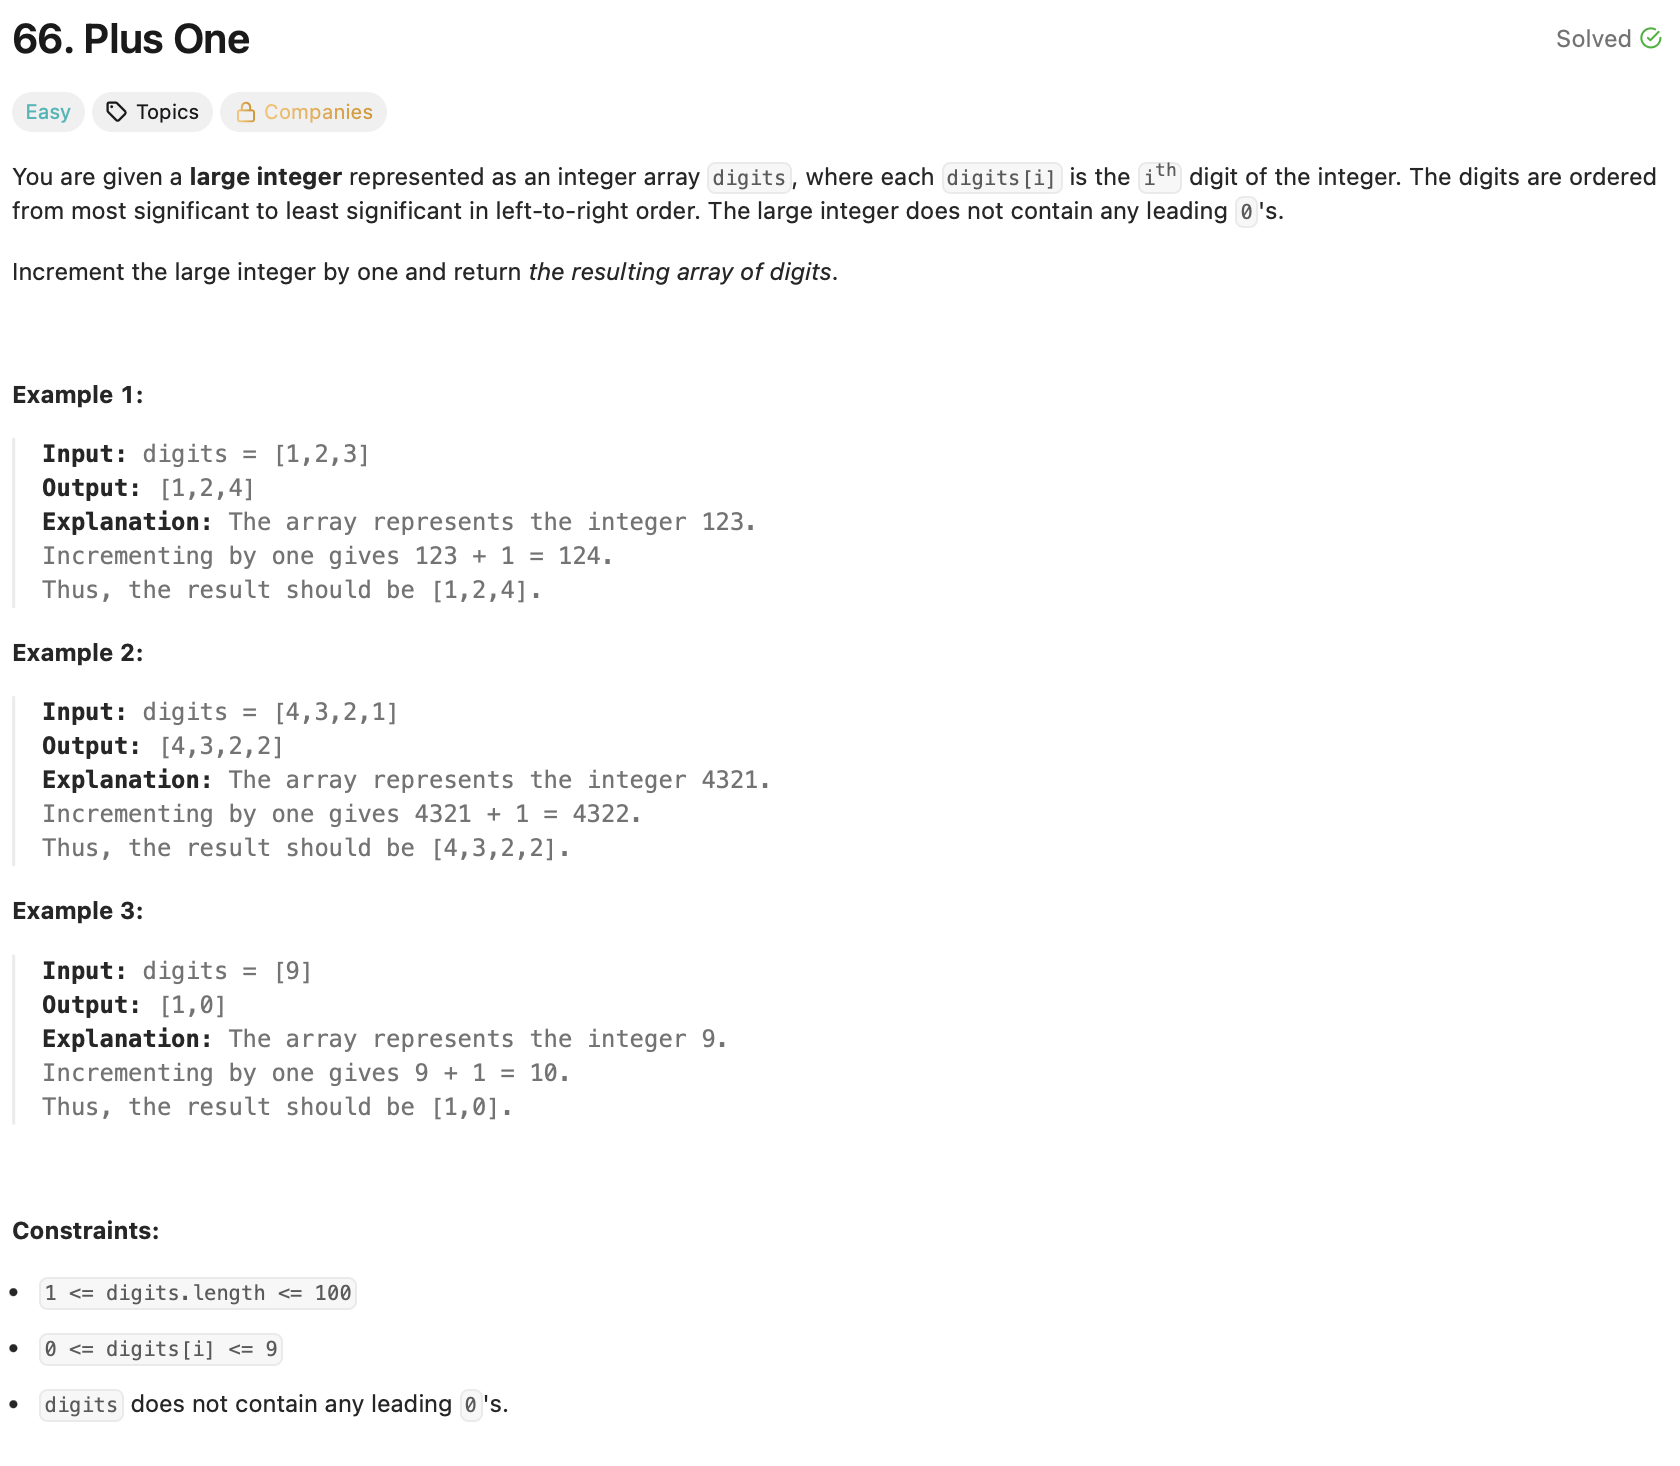 66. Plus One
Solved
Easy
Topics
Companies
You are given a large integer represented as an integer array digits, where each digits[i] is the ith digit of the integer. The digits are ordered
from most significant to least significant in left-to-right order. The large integer does not contain any leading 0's.
Increment the large integer by one and return the resulting array of digits.
Example 1:
Input: digits = [1,2,3]
Output: [1,2,4]
Explanation: The array represents the integer 123.
Incrementing by one gives 123 + 1 = 124.
Thus, the result should be [1,2,4].
Example 2:
Input: digits = [4,3,2,1]
Output: [4,3,2,2]
Explanation: The array represents the integer 4321.
Incrementing by one gives 4321 + 1 = 4322.
Thus, the result should be [4,3,2,2].
Example 3:
Input: digits = [9]
Output: [1,0]
Explanation: The array represents the integer 9.
Incrementing by one gives 9 + 1 = 10.
Thus, the result should be [1,0].
Constraints:
• 1 <= digits.length <= 100
• 0 <= digits[i] <= 9
• digits does not contain any leading 0's.